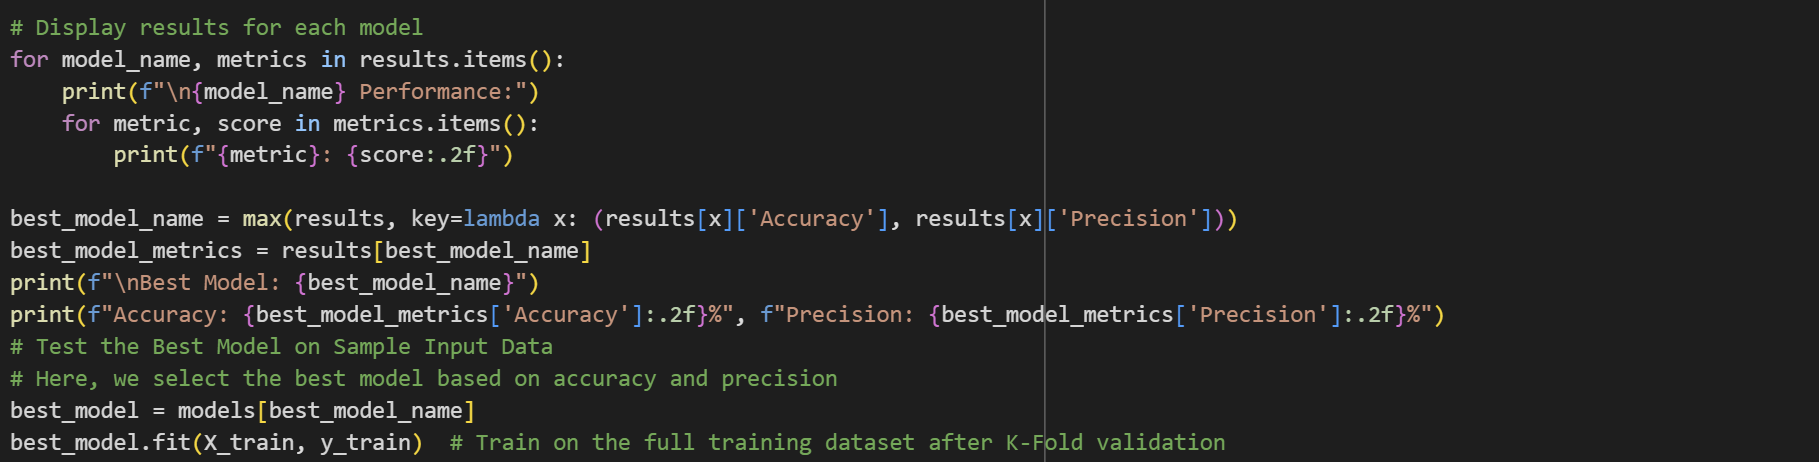 # Display results for each model
for model_name, metrics in results.items():
    print(f"\n{model_name} Performance:")
    for metric, score in metrics.items():
        print(f"{metric}: {score:.2f}")

best_model_name = max(results, key=lambda x: (results[x]['Accuracy'], results[x]['Precision']))
best_model_metrics = results[best_model_name]
print(f"\nBest Model: {best_model_name}")
print(f"Accuracy: {best_model_metrics['Accuracy']:.2f}%", f"Precision: {best_model_metrics['Precision']:.2f}%")
# Test the Best Model on Sample Input Data
# Here, we select the best model based on accuracy and precision
best_model = models[best_model_name]
best_model.fit(X_train, y_train)  # Train on the full training dataset after K-Fold validation